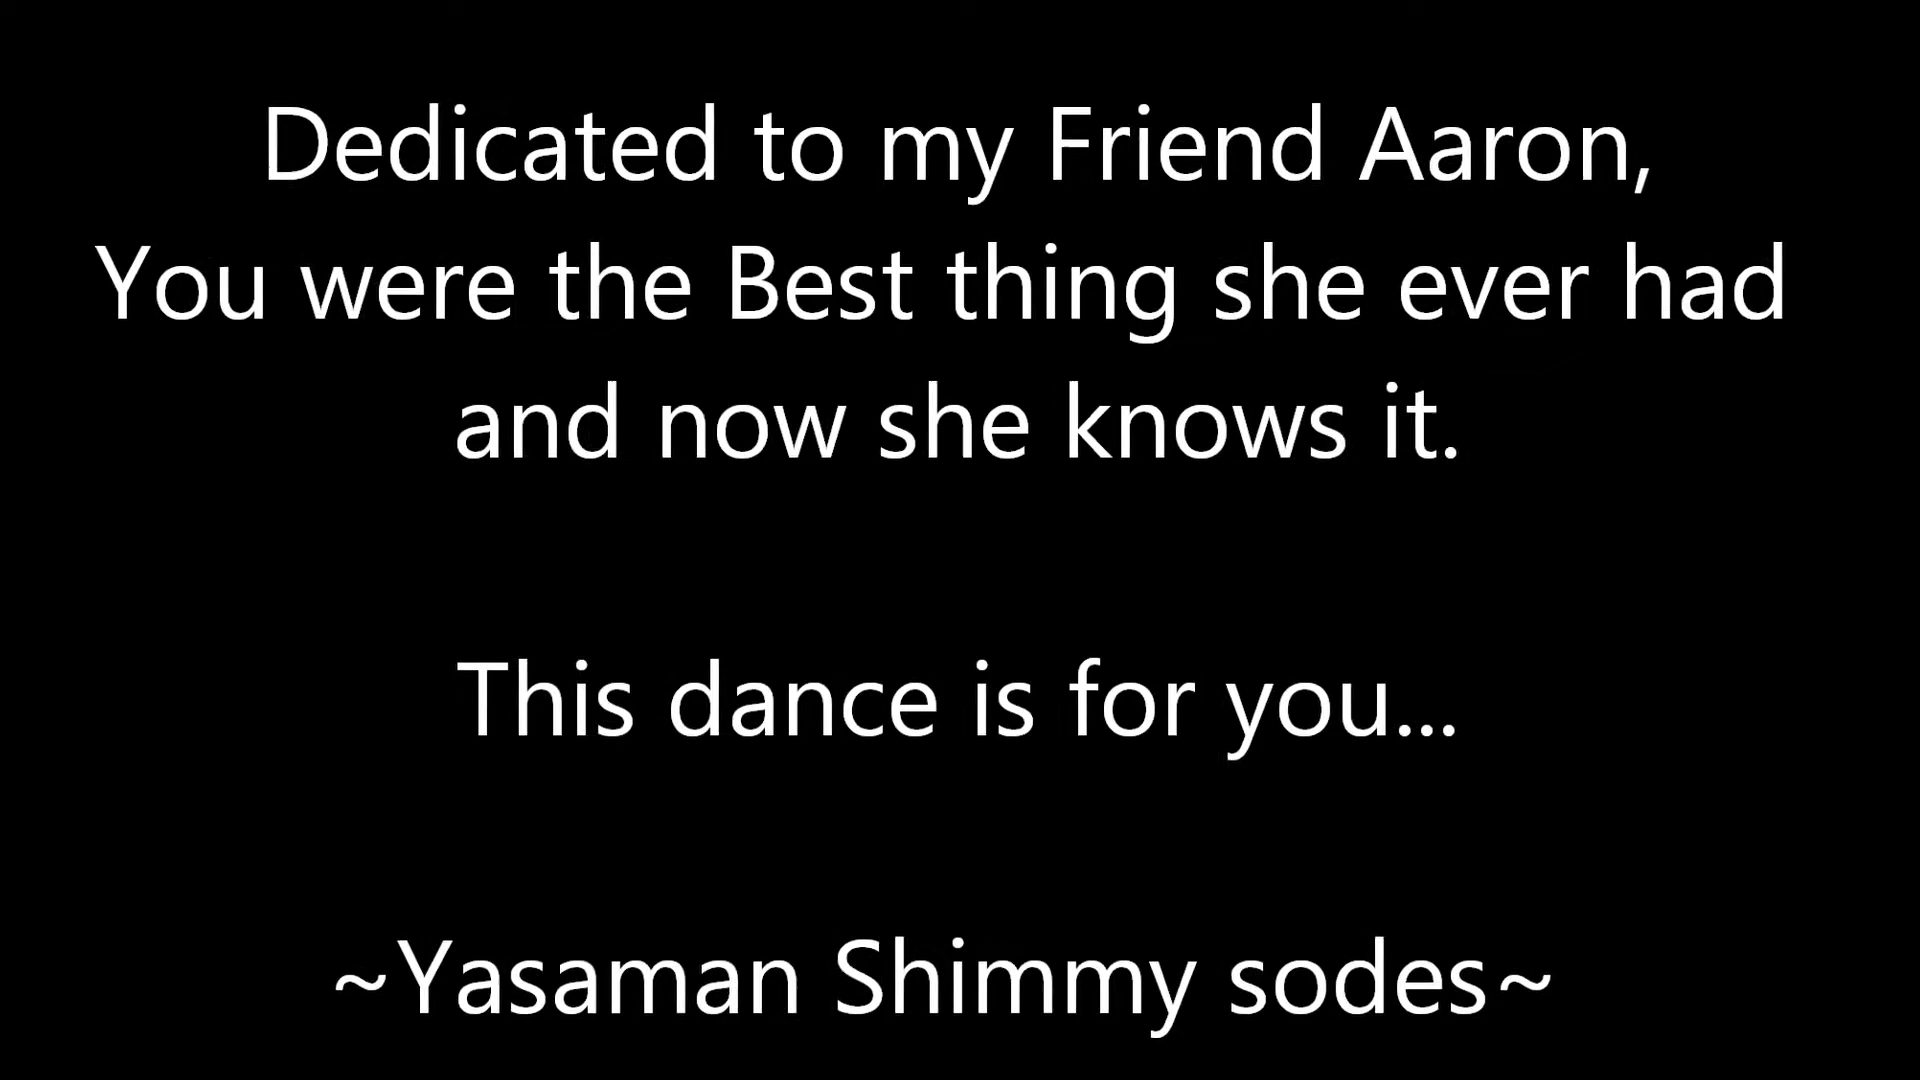 Dedicated to my Friend Aaron,
You were the Best thing she ever had
and now she knows it.
This dance is for you...
~Yasaman Shimmy sodes~